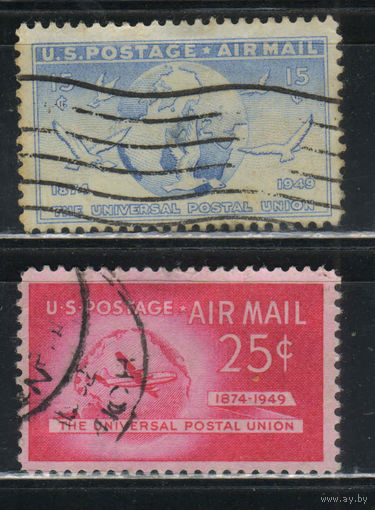 U.S. POSTAGE ★ AIR MAIL
15¢ 15¢
1874 1949
THE UNIVERSAL POSTAL UNION
U.S. POSTAGE ★ AIR MAIL
25¢
1874-1949
THE UNIVERSAL POSTAL UNION
www.ay.by